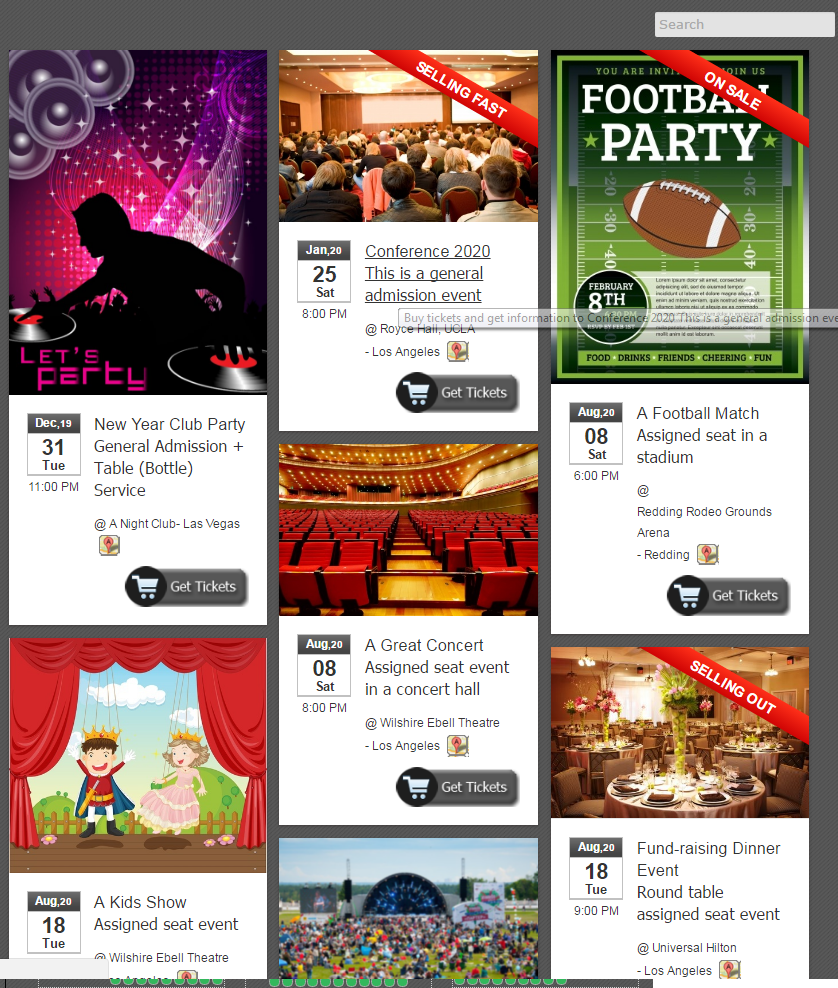 Search
LET'S
party
Dec,19
31
Tue
11:00 PM
New Year Club Party
General Admission +
Table (Bottle)
Service
@ A Night Club- Las Vegas
Get Tickets
Aug,20
18
Tue
A Kids Show
Assigned seat event
@ Wilshire Ebell Theatre
SELLING FAST
Jan,20
25
Sat
8:00 PM
Conference 2020
This is a general
admission event
Buy tickets and get information to Conference 2020 This is a general admission eve
@ Royce Hall, UCLA
- Los Angeles
Get Tickets
Aug,20
08
Sat
8:00 PM
A Great Concert
Assigned seat event
in a concert hall
@ Wilshire Ebell Theatre
- Los Angeles
Get Tickets
ON SALE
YOU ARE INVI JOIN US
FOOTBALL
PARTY
FEBRUARY
8TH
RSVP BY FEB 1ST
FOOD • DRINKS • FRIENDS • CHEERING • FUN
Aug,20
08
Sat
6:00 PM
A Football Match
Assigned seat in a
stadium
@
Redding Rodeo Grounds
Arena
- Redding
Get Tickets
SELLING OUT
Aug,20
18
Tue
9:00 PM
Fund-raising Dinner
Event
Round table
assigned seat event
@ Universal Hilton
- Los Angeles